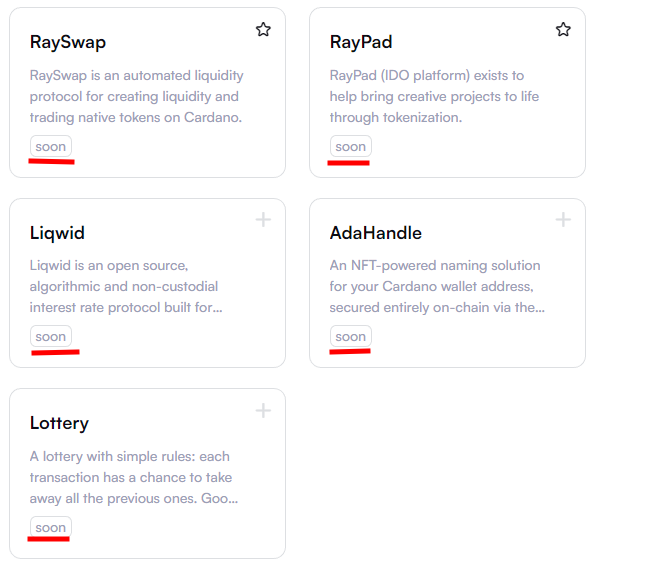 RaySwap
RaySwap is an automated liquidity
protocol for creating liquidity and
trading native tokens on Cardano.
soon
RayPad
RayPad (IDO platform) exists to
help bring creative projects to life
through tokenization.
soon
Liqwid
Liqwid is an open source,
algorithmic and non-custodial
interest rate protocol built for...
soon
AdaHandle
An NFT-powered naming solution
for your Cardano wallet address,
secured entirely on-chain via the...
soon
Lottery
A lottery with simple rules: each
transaction has a chance to take
away all the previous ones. Goo...
soon